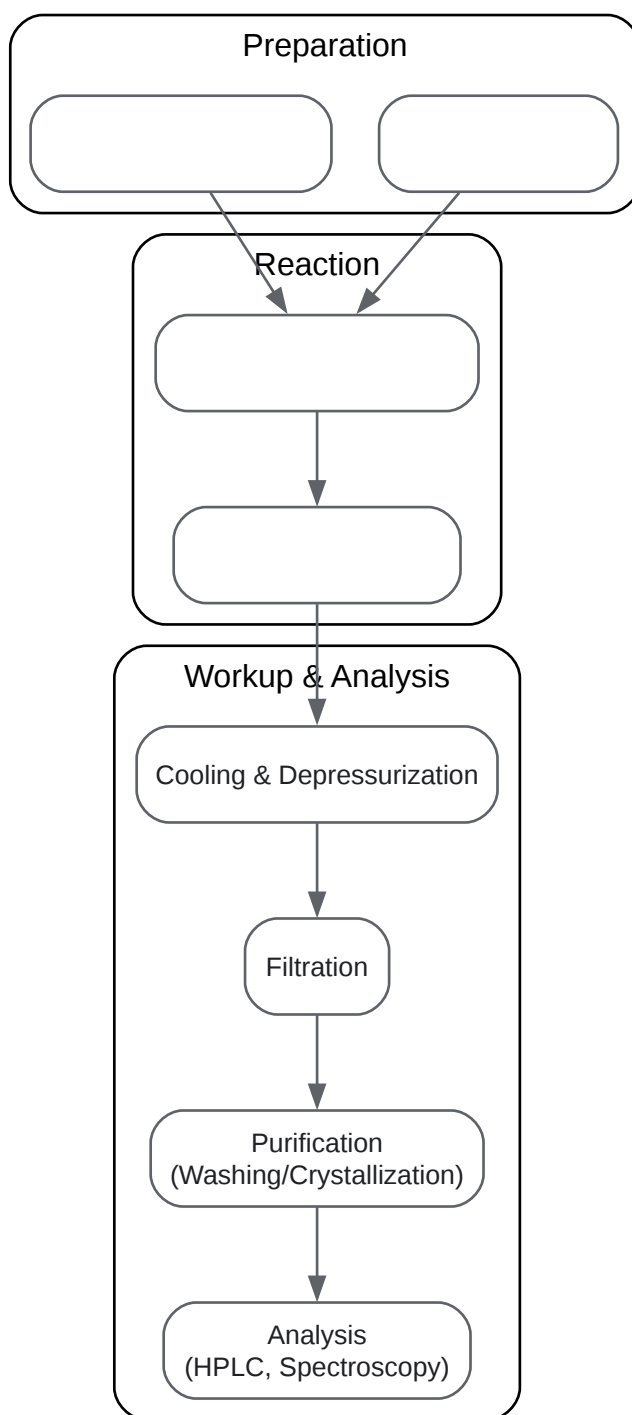 Preparation
Reaction
Workup & Analysis
Cooling & Depressurization
Filtration
Purification
(Washing/Crystallization)
Analysis
(HPLC, Spectroscopy)